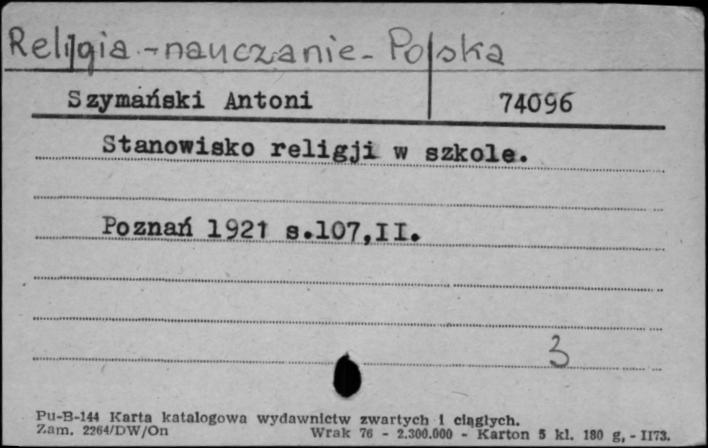 Religia - nauczanie - Polska
Szymański Antoni 74096
Stanowisko religji w szkole.
Poznań 1921 s.107,II.
3
Pu-B-144 Karta katalogowa wydawnictw zwartych i ciągłych.
Zam. 2264/DW/On Wrak 76 - 2.300.000 - Karton 5 kl. 180 g, - II73.